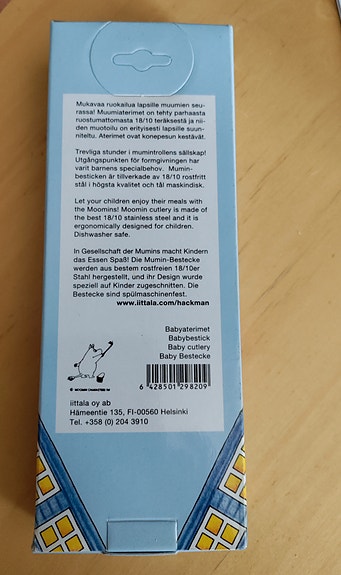 Mukavaa ruokailua lapsille muumien seu-
rassa! Muumiaterimet on tehty parhaasta
ruostumattomasta 18/10 teräksestä ja nii-
den muotoilu on erityisesti lapsille suun-
niteltu. Aterimet ovat konepesun kestävät.
Trevliga stunder i mumintrollens sällskap!
Utgångspunkten för formgivningen har
varit barnens specialbehov. Mumin-
besticken är tillverkade av 18/10 rostfritt
stål i högsta kvalitet och tål maskindisk.
Let your children enjoy their meals with
the Moomins! Moomin cutlery is made of
the best 18/10 stainless steel and it is
ergonomically designed for children.
Dishwasher safe.
In Gesellschaft der Mumins macht Kindern
das Essen Spaß! Die Mumin-Bestecke
werden aus bestem rostfreien 18/10er
Stahl hergestellt, und ihr Design wurde
speziell auf Kinder zugeschnitten. Die
Bestecke sind spülmaschinenfest.
www.iittala.com/hackman
Babyaterimet
Babybestick
Baby cutlery
Baby Bestecke
6 428501 298209
© MOOMIN CHARACTERS TM
iittala oy ab
Hämeentie 135, FI-00560 Helsinki
Tel. +358 (0) 204 3910